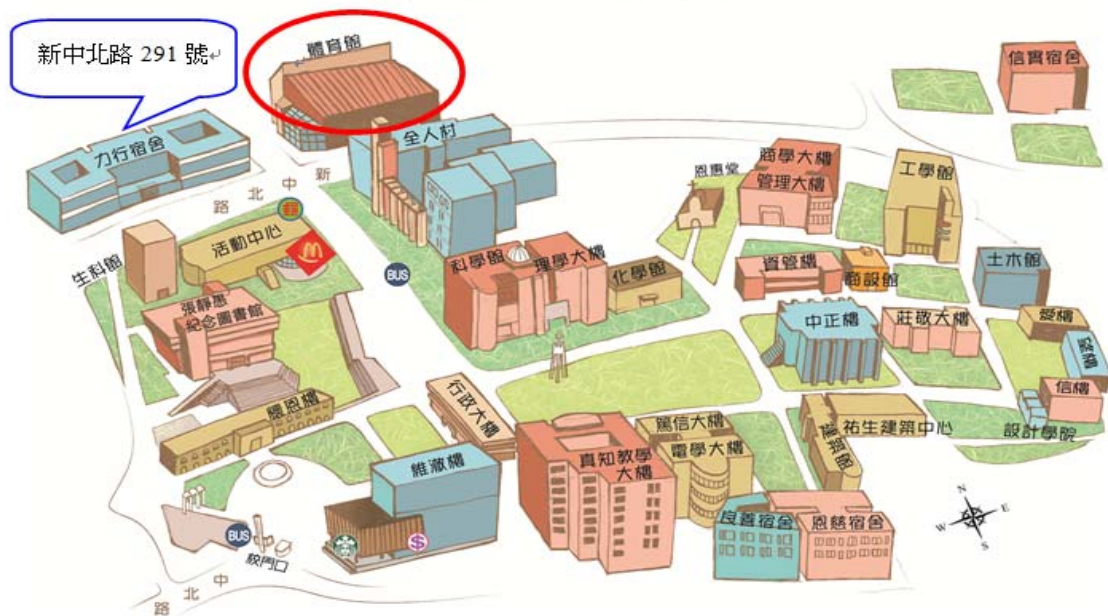 新中北路 291 號
體育館
信實宿舍
力行宿舍
全人村
恩惠堂
商學大樓
管理大樓
工學館
新中北路
生科館
活動中心
M
BUS
科學館
理學大樓
化學館
資管樓
商設館
土木館
張靜愚
紀念圖書館
中正樓
莊敬大樓
愛樓
望樓
信樓
設計學院
懷恩樓
行政大樓
篤信大樓
電學大樓
真知教學
大樓
建築館
祐生建築中心
維澈樓
良善宿舍
恩慈宿舍
BUS
校門口
S
中北路
N
W
E
S